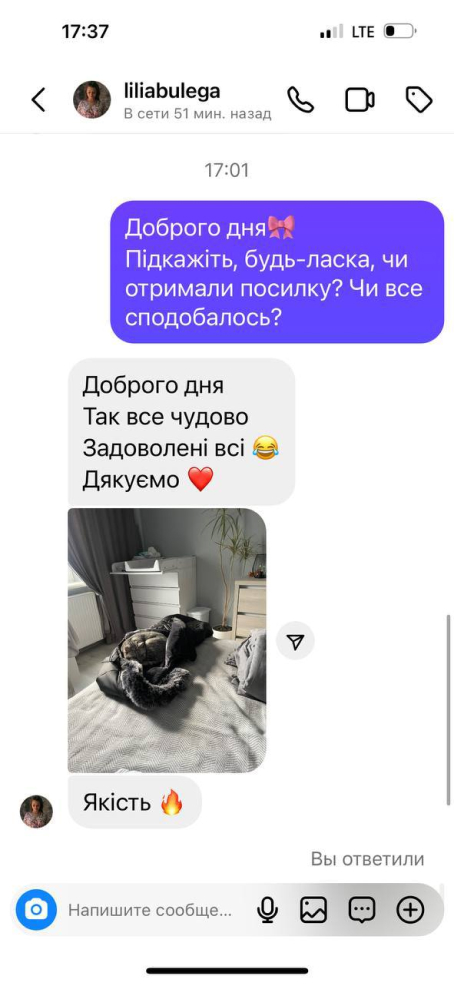 17:37
LTE
liliabulega
В сети 51 мин. назад
17:01
Доброго дня🎀
Підкажіть, будь-ласка, чи
отримали посилку? Чи все
сподобалось?
Доброго дня
Так все чудово
Задоволені всі 😂
Дякуємо ❤️
Якість 🔥
Вы ответили
Напишите сообще...